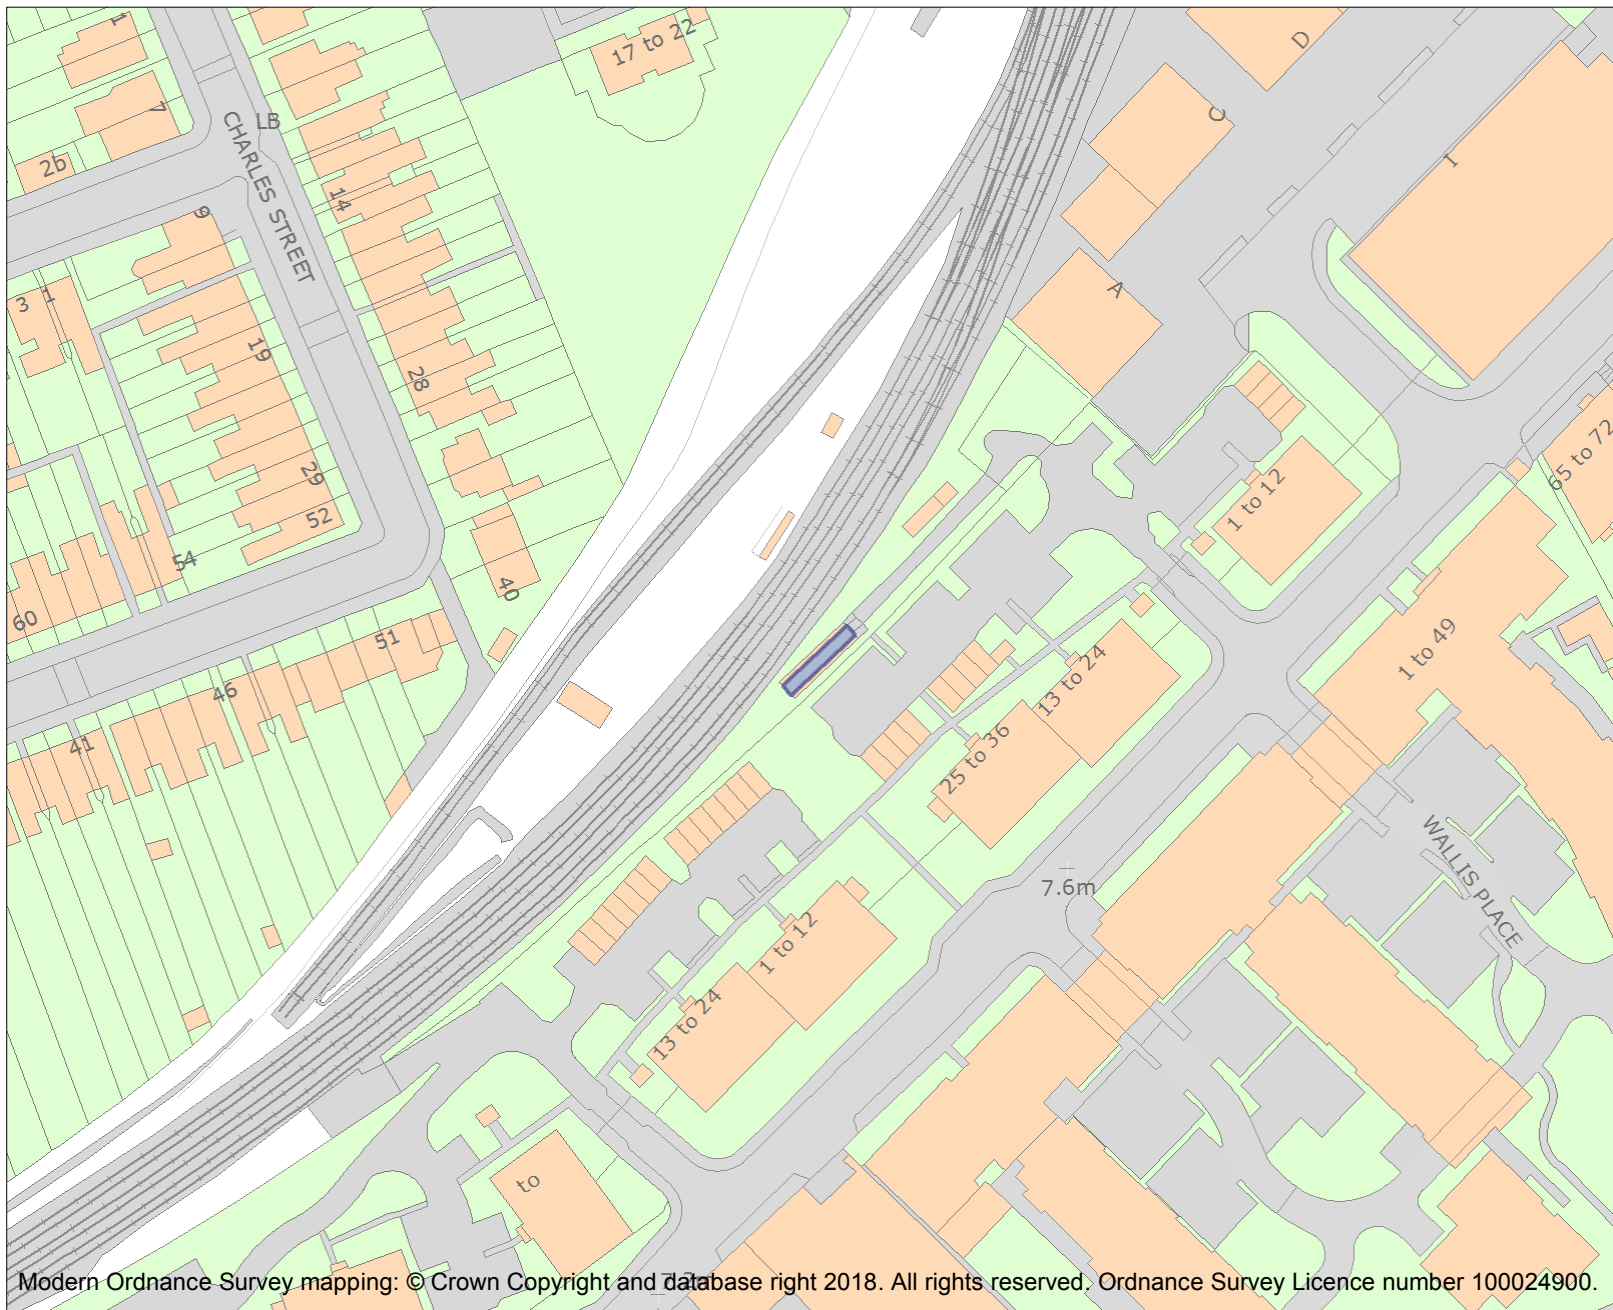 1
17 to 22
D
7
CHARLES STREET
LB
C
2b
14
1
9
A
3
1
19
28
29
52
1 to 12
65 to 72
54
40
60
51
1 to 49
46
13 to 24
41
25 to 36
WALLIS PLACE
7.6m
1 to 12
13 to 24
to
Modern Ordnance Survey mapping: © Crown Copyright and database right 2018. All rights reserved. Ordnance Survey Licence number 100024900.